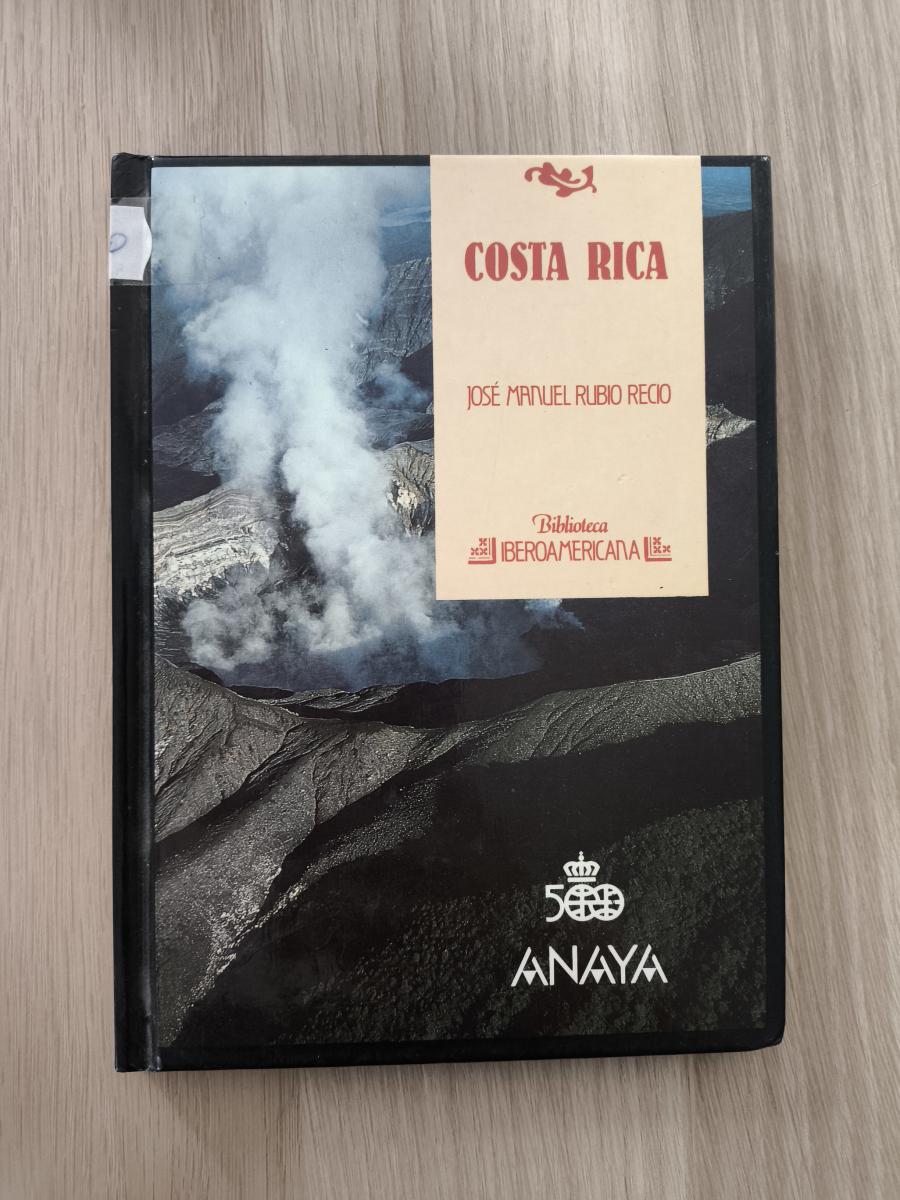 COSTA RICA
JOSÉ MANUEL RUBIO RECIO
Biblioteca
IBEROAMERICANA
500
ANAYA